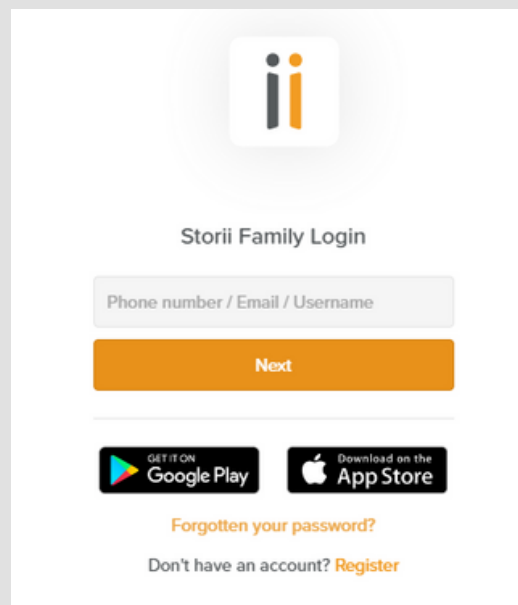 Storii Family Login
Phone number / Email / Username
Next
GET IT ON
Google Play
Download on the
App Store
Forgotten your password?
Don't have an account? Register